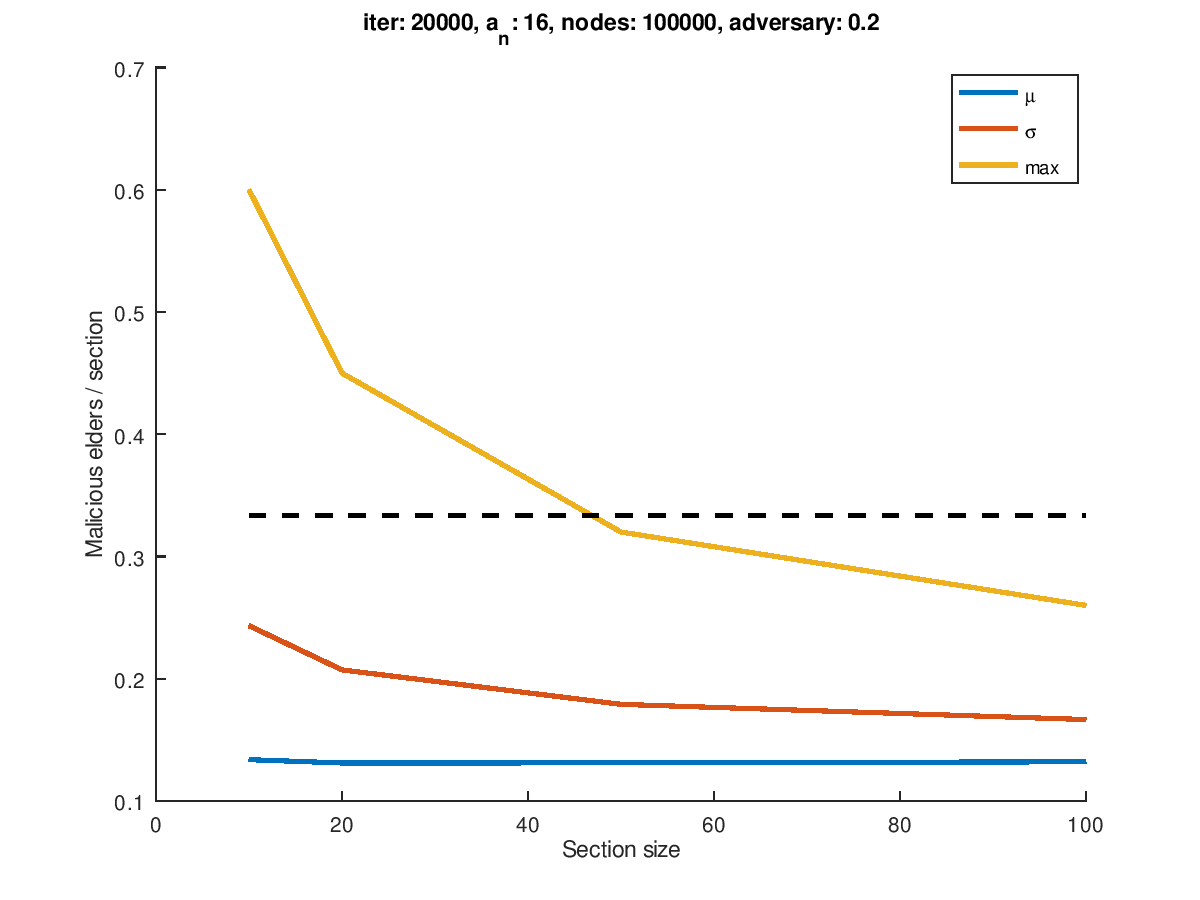 iter: 20000, an: 16, nodes: 100000, adversary: 0.2
μ
σ
max
0.7
0.6
0.5
0.4
0.3
0.2
0.1
Malicious elders / section
0 20 40 60 80 100
Section size